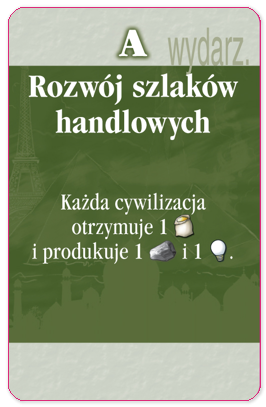 A
wydarz.
Rozwój szlaków
handlowych
Każda cywilizacja
otrzymuje 1
i produkuje 1 i 1 .